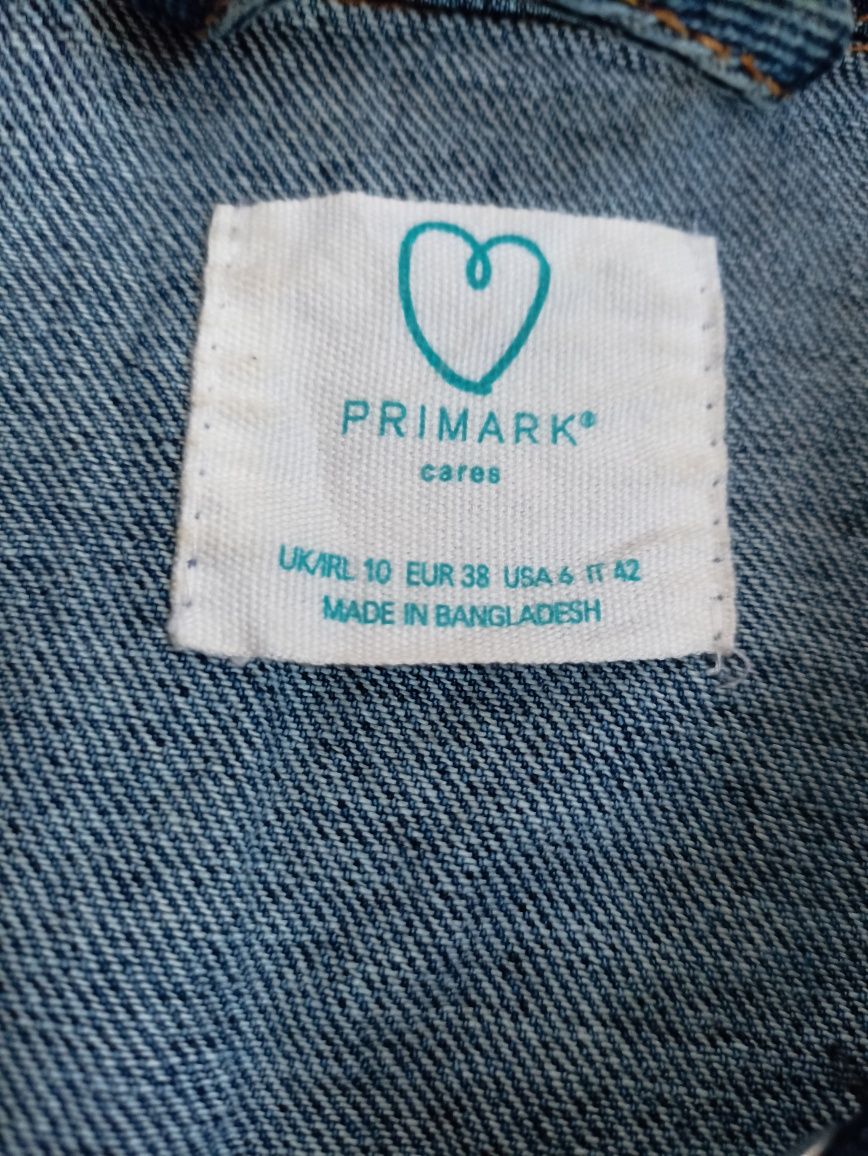 PRIMARK®
cares
UK/IRL 10 EUR 38 USA 6 IT 42
MADE IN BANGLADESH